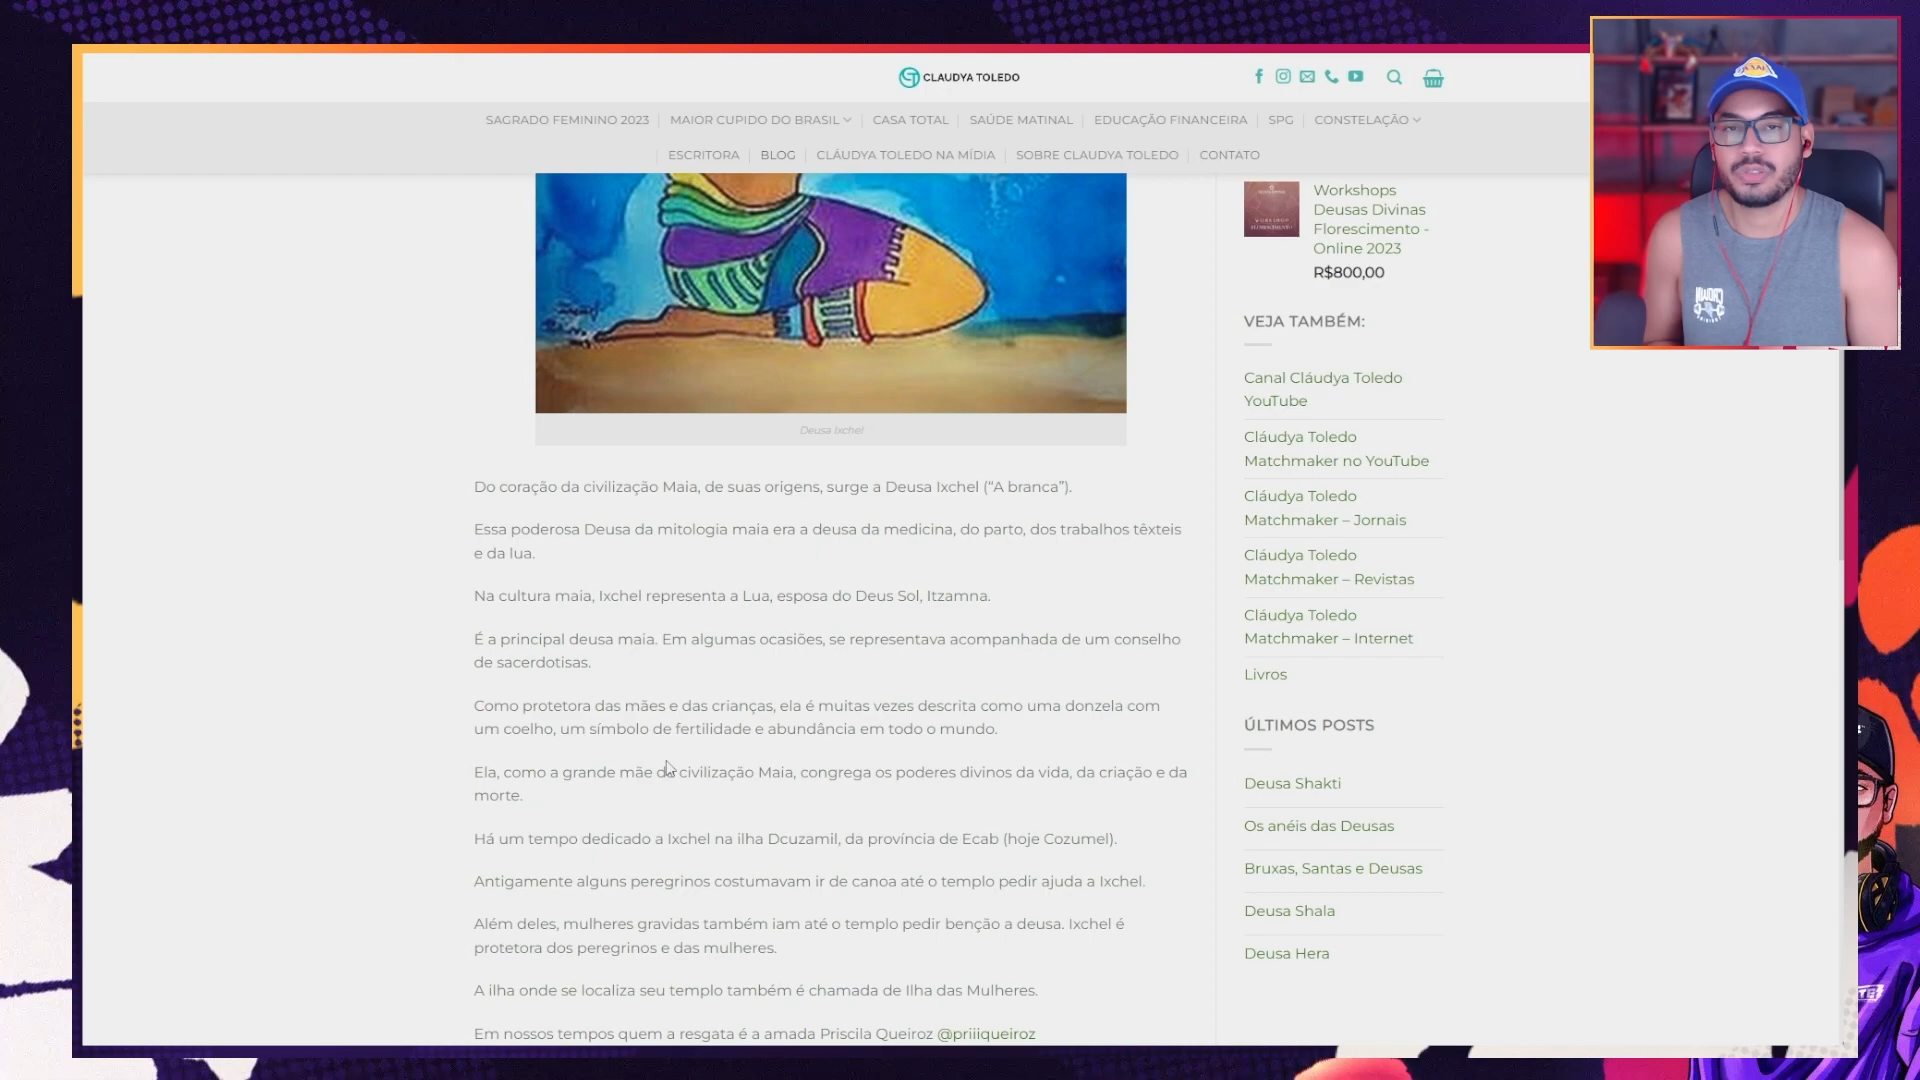 CLAUDYA TOLEDO
SAGRADO FEMININO 2023
MAIOR CUPIDO DO BRASIL
CASA TOTAL
SAÚDE MATINAL
EDUCAÇÃO FINANCEIRA
SPG
CONSTELAÇÃO
ESCRITORA
BLOG
CLÁUDYA TOLEDO NA MÍDIA
SOBRE CLAUDYA TOLEDO
CONTATO
Deusa Ixchel
Do coração da civilização Maia, de suas origens, surge a Deusa Ixchel (“A branca”).
Essa poderosa Deusa da mitologia maia era a deusa da medicina, do parto, dos trabalhos têxteis
e da lua.
Na cultura maia, Ixchel representa a Lua, esposa do Deus Sol, Itzamna.
É a principal deusa maia. Em algumas ocasiões, se representava acompanhada de um conselho
de sacerdotisas.
Como protetora das mães e das crianças, ela é muitas vezes descrita como uma donzela com
um coelho, um símbolo de fertilidade e abundância em todo o mundo.
Ela, como a grande mãe da civilização Maia, congrega os poderes divinos da vida, da criação e da
morte.
Há um tempo dedicado a Ixchel na ilha Dcuzamil, da província de Ecab (hoje Cozumel).
Antigamente alguns peregrinos costumavam ir de canoa até o templo pedir ajuda a Ixchel.
Além deles, mulheres gravidas também iam até o templo pedir benção a deusa. Ixchel é
protetora dos peregrinos e das mulheres.
A ilha onde se localiza seu templo também é chamada de Ilha das Mulheres.
Em nossos tempos quem a resgata é a amada Priscila Queiroz @priiiqueiroz
Workshops
Deusas Divinas
Florescimento -
Online 2023
R$800,00
VEJA TAMBÉM:
Canal Cláudya Toledo
YouTube
Cláudya Toledo
Matchmaker no YouTube
Cláudya Toledo
Matchmaker – Jornais
Cláudya Toledo
Matchmaker – Revistas
Cláudya Toledo
Matchmaker – Internet
Livros
ÚLTIMOS POSTS
Deusa Shakti
Os anéis das Deusas
Bruxas, Santas e Deusas
Deusa Shala
Deusa Hera